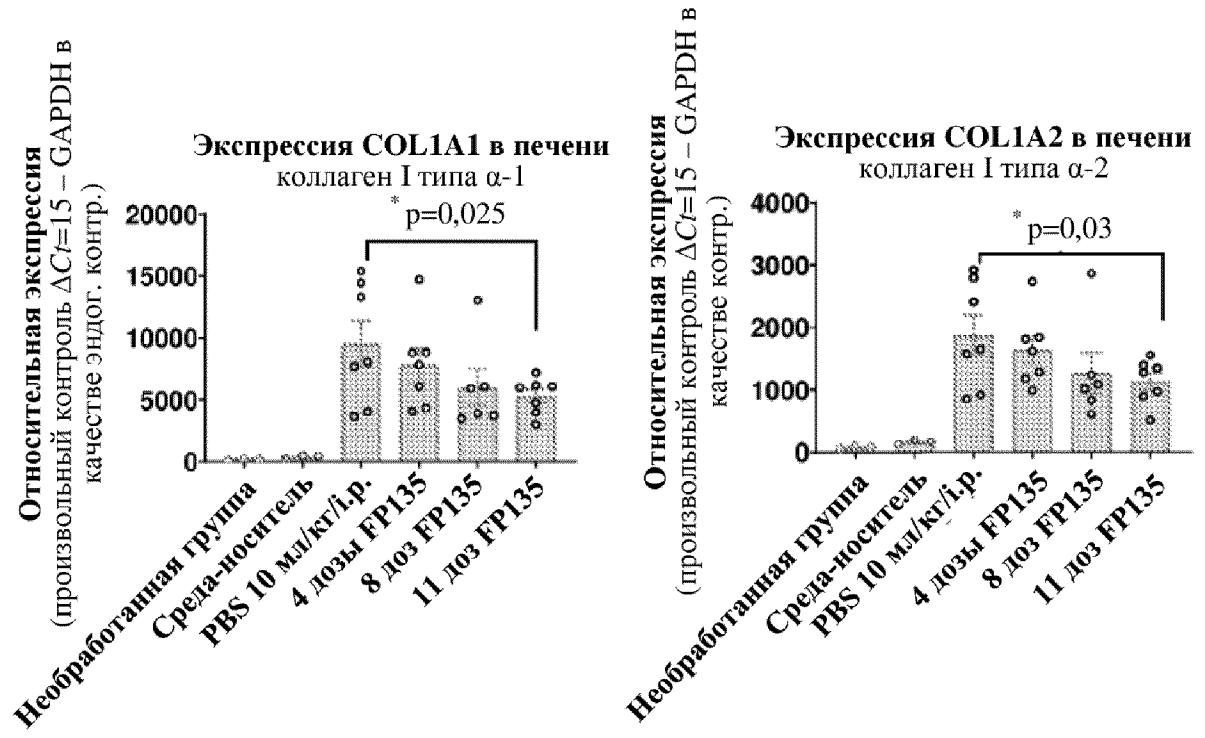 Относительная экспрессия
(произвольный контроль ΔCt=15 – GAPDH в
качестве эндог. контр.)
Экспрессия COL1A1 в печени
коллаген I типа α-1
* p=0,025
20000
15000
10000
5000
0
Необработанная группа
Среда-носитель
PBS 10 мл/кг/i.p.
4 дозы FP135
8 доз FP135
11 доз FP135
Относительная экспрессия
(произвольный контроль ΔCt=15 – GAPDH в
качестве контр.)
Экспрессия COL1A2 в печени
коллаген I типа α-2
* p=0,03
4000
3000
2000
1000
0
Необработанная группа
Среда-носитель
PBS 10 мл/кг/i.p.
4 дозы FP135
8 доз FP135
11 доз FP135